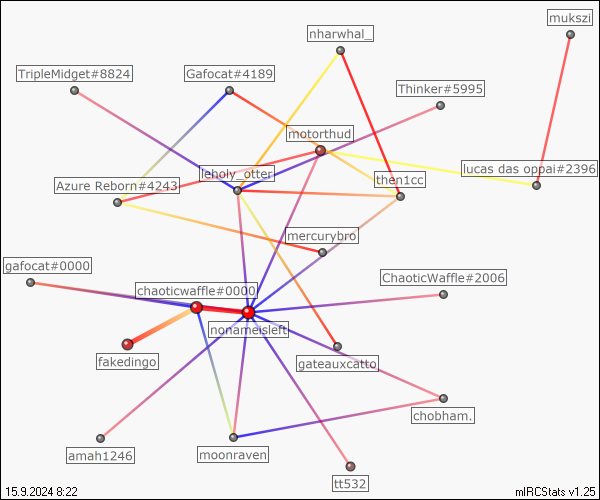 mukszi
nharwhal_
TripleMidget#8824
Gafocat#4189
Thinker#5995
motorthud
lucas das oppai#2396
leholy_otter
then1cc
Azure Reborn#4243
mercurybro
gafocat#0000
ChaoticWaffle#2006
chaoticwaffle#0000
nonameisleft
fakedingo
gateauxcatto
chobham.
amah1246
moonraven
tt532
15.9.2024 8:22
mIRCStats v1.25